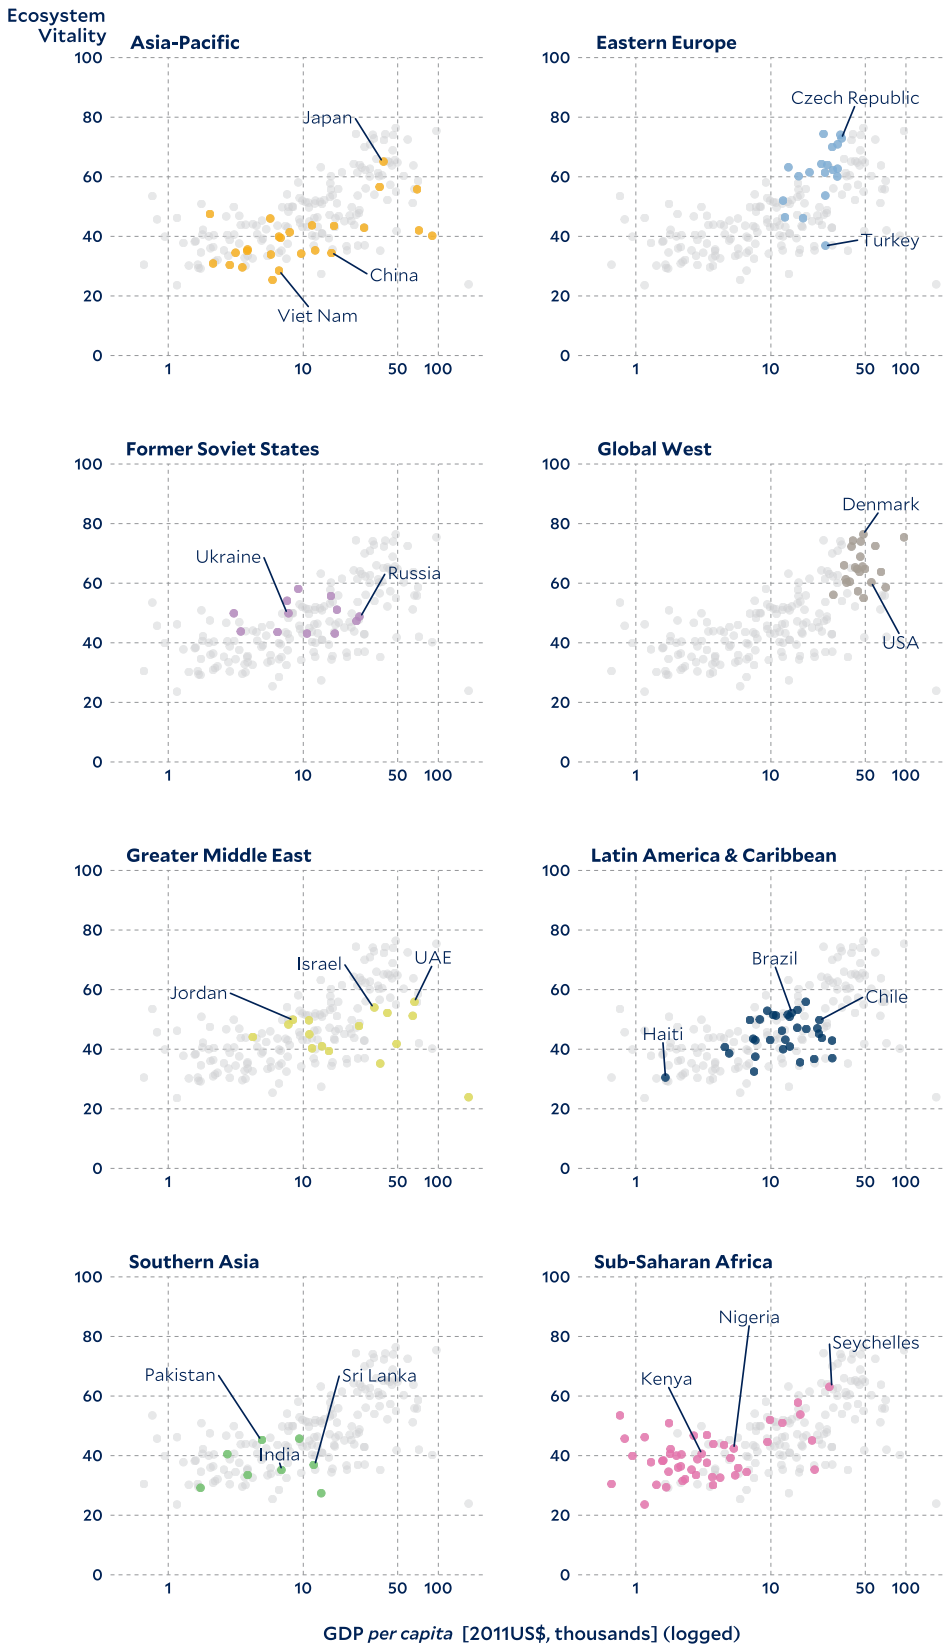 Ecosystem
Vitality
Asia-Pacific
100
80
60
40
20
0
1
10
50
100
Japan
China
Viet Nam
Eastern Europe
100
80
60
40
20
0
1
10
50
100
Czech Republic
Turkey
Former Soviet States
100
80
60
40
20
0
1
10
50
100
Ukraine
Russia
Global West
100
80
60
40
20
0
1
10
50
100
Denmark
USA
Greater Middle East
100
80
60
40
20
0
1
10
50
100
Israel
UAE
Jordan
Latin America & Caribbean
100
80
60
40
20
0
1
10
50
100
Brazil
Chile
Haiti
Southern Asia
100
80
60
40
20
0
1
10
50
100
Pakistan
Sri Lanka
India
Sub-Saharan Africa
100
80
60
40
20
0
1
10
50
100
Nigeria
Seychelles
Kenya
GDP per capita [2011US$, thousands] (logged)